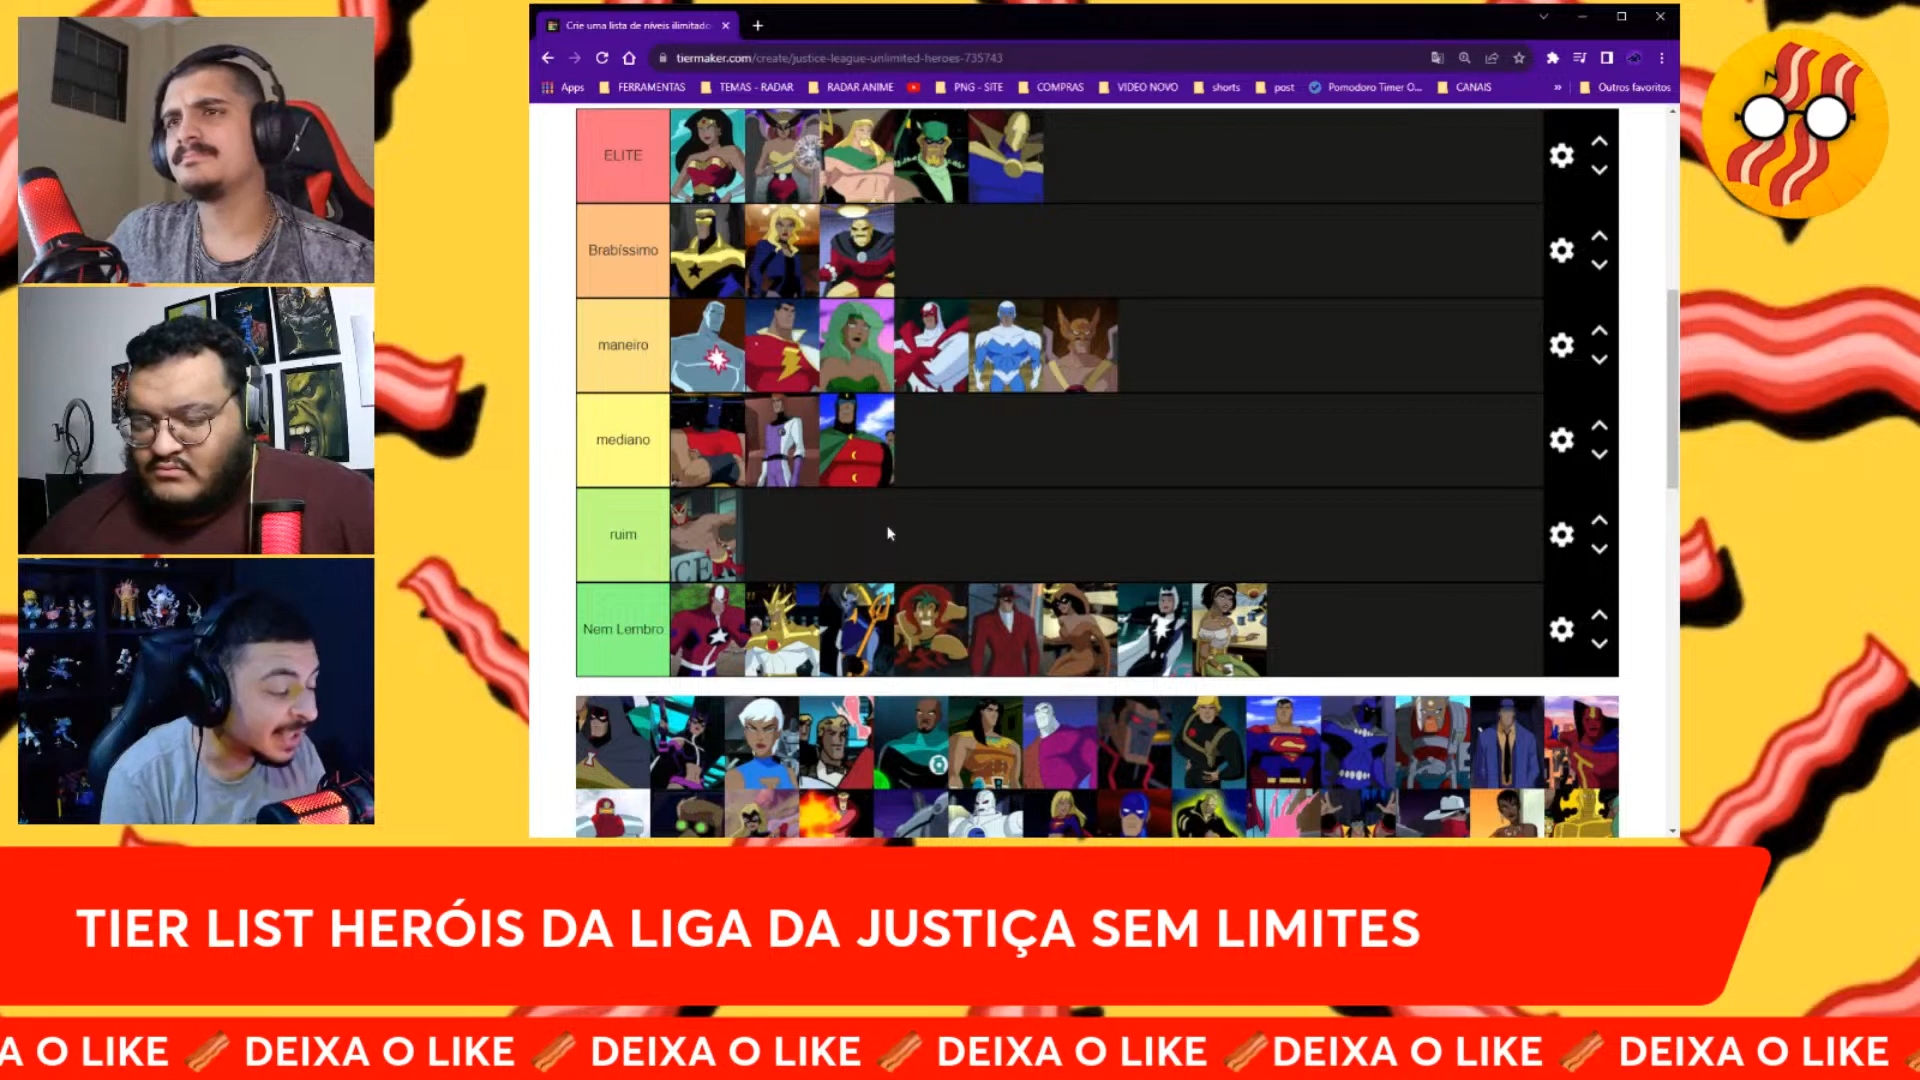 Crie uma lista de níveis ilimitado
tiermaker.com/create/justice-league-unlimited-heroes-735743
Apps FERRAMENTAS TEMAS - RADAR RADAR ANIME PNG - SITE COMPRAS VIDEO NOVO shorts post Pomodoro Timer O... CANAIS » Outros favoritos
ELITE
Brabíssimo
maneiro
mediano
ruim
Nem Lembro
TIER LIST HERÓIS DA LIGA DA JUSTIÇA SEM LIMITES
A O LIKE DEIXA O LIKE DEIXA O LIKE DEIXA O LIKE DEIXA O LIKE DEIXA O LIKE